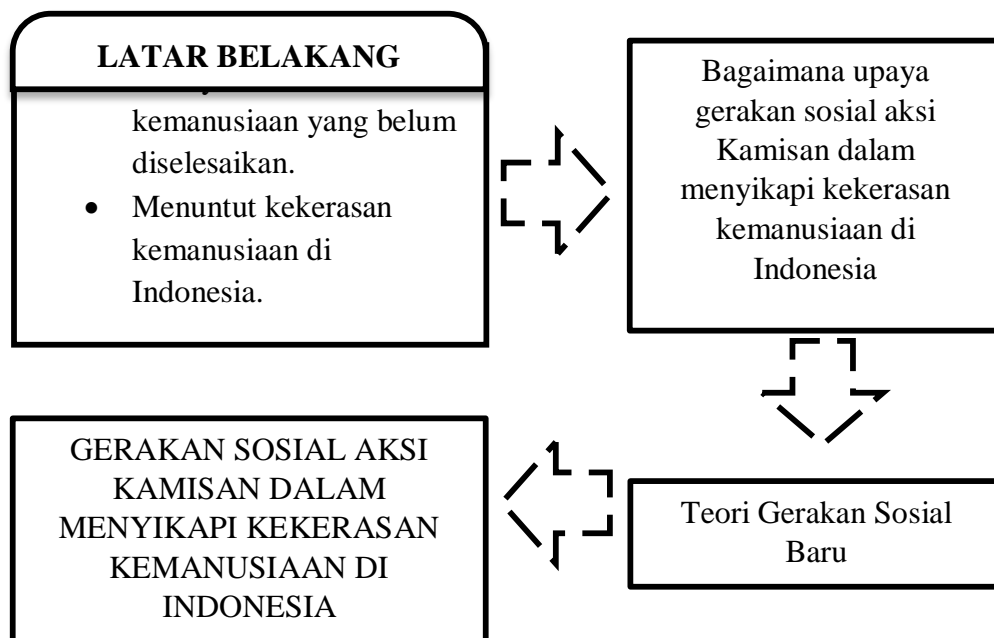 LATAR BELAKANG
kemanusiaan yang belum
diselesaikan.
• Menuntut kekerasan
kemanusiaan di
Indonesia.
Bagaimana upaya
gerakan sosial aksi
Kamisan dalam
menyikapi kekerasan
kemanusiaan di
Indonesia
Teori Gerakan Sosial
Baru
GERAKAN SOSIAL AKSI
KAMISAN DALAM
MENYIKAPI KEKERASAN
KEMANUSIAAN DI
INDONESIA